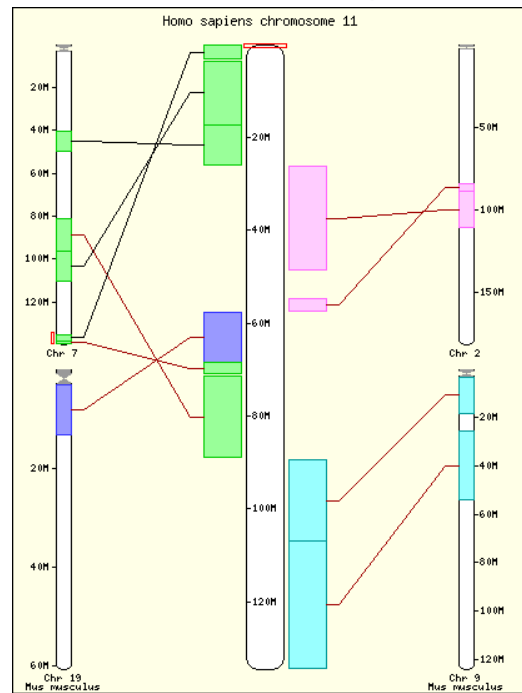 Homo sapiens chromosome 11
20M
40M
60M
80M
100M
120M
Chr 7
20M
40M
60M
Chr 19
Mus musculus
20M
40M
60M
80M
100M
120M
50M
100M
150M
Chr 2
20M
40M
60M
80M
100M
120M
Chr 9
Mus musculus